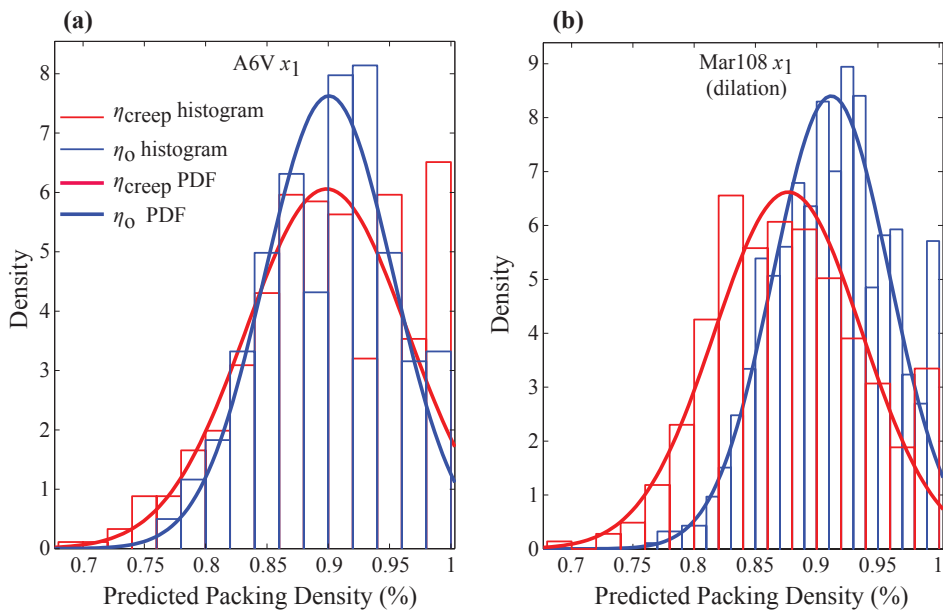 (a)
A6V x1
ηcreep histogram
ηo histogram
ηcreep PDF
ηo PDF
Density
8
7
6
5
4
3
2
1
0
0.7
0.75
0.8
0.85
0.9
0.95
1
Predicted Packing Density (%)
(b)
Mar108 x1
(dilation)
Density
9
8
7
6
5
4
3
2
1
0
0.7
0.75
0.8
0.85
0.9
0.95
1
Predicted Packing Density (%)